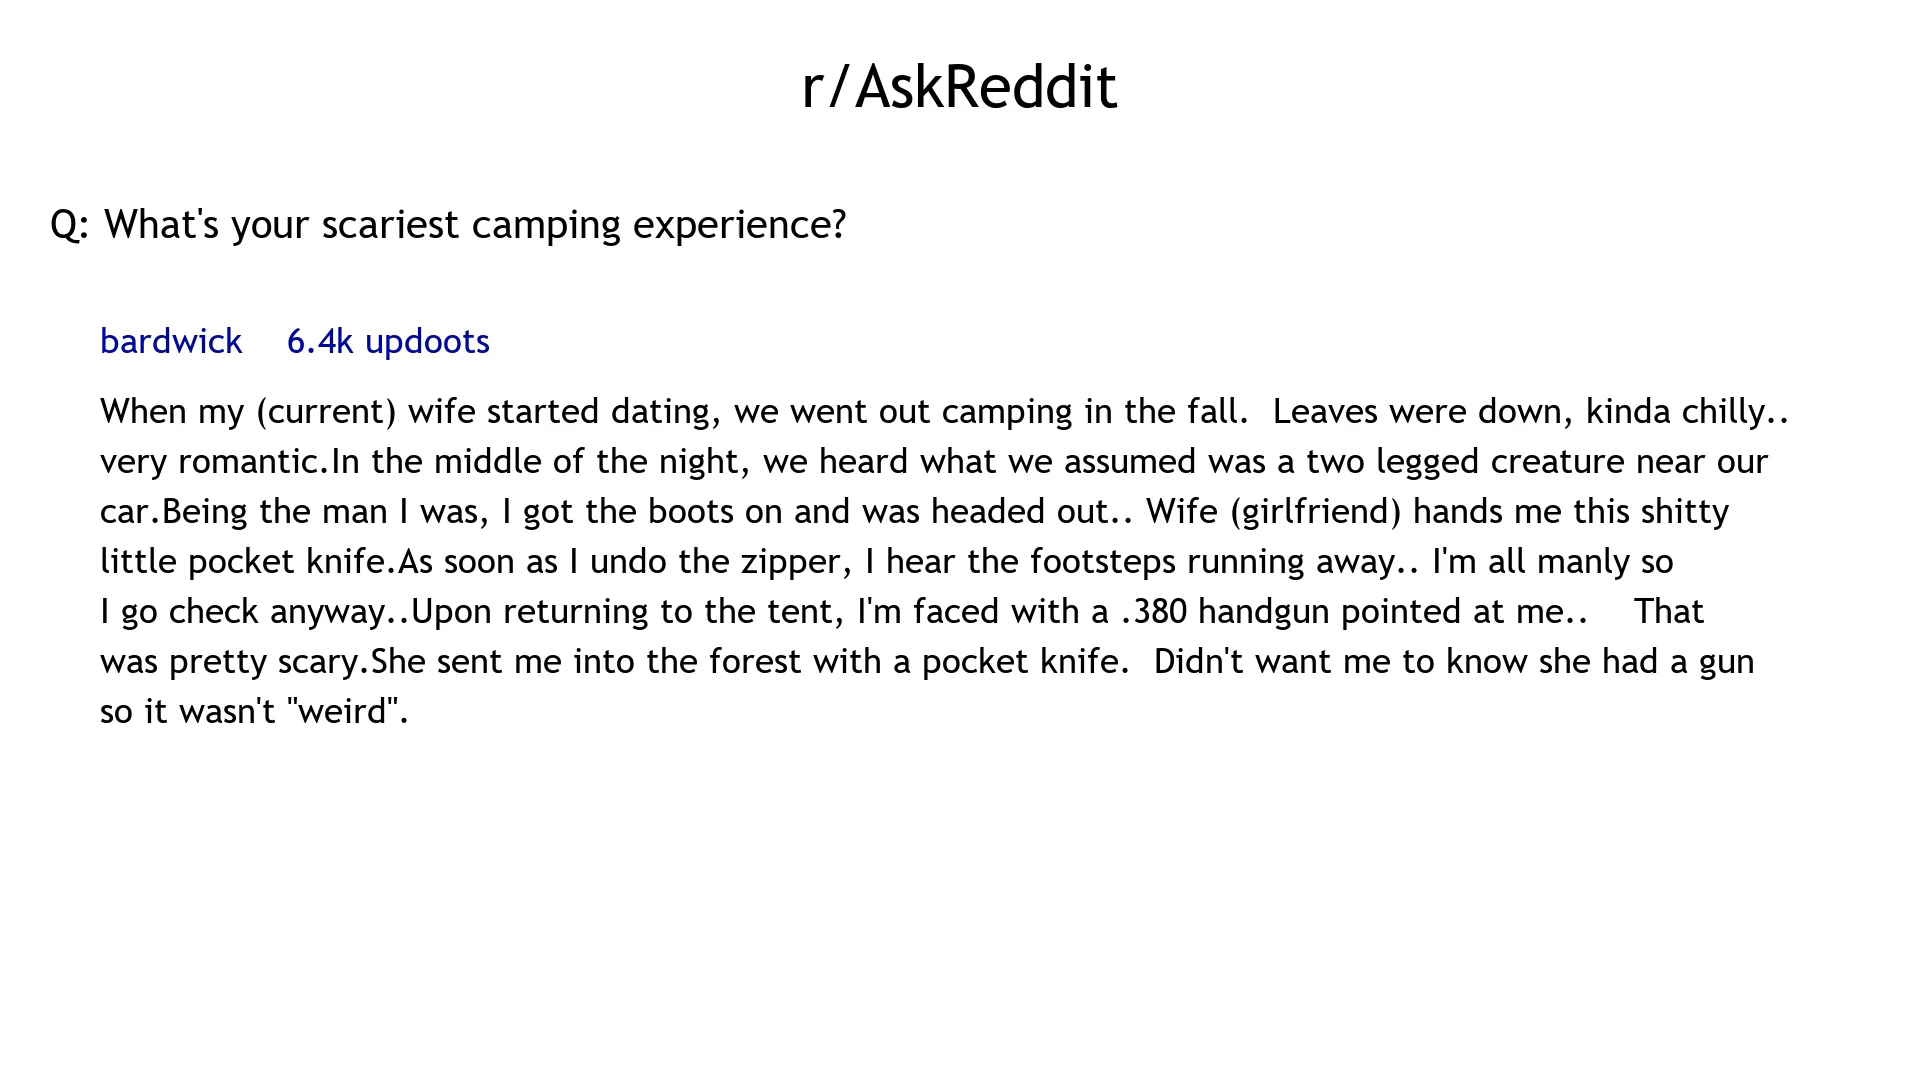 r/AskReddit
Q: What's your scariest camping experience?
bardwick 6.4k updoots
When my (current) wife started dating, we went out camping in the fall.  Leaves were down, kinda chilly..
very romantic.In the middle of the night, we heard what we assumed was a two legged creature near our
car.Being the man I was, I got the boots on and was headed out.. Wife (girlfriend) hands me this shitty
little pocket knife.As soon as I undo the zipper, I hear the footsteps running away.. I'm all manly so
I go check anyway..Upon returning to the tent, I'm faced with a .380 handgun pointed at me..    That
was pretty scary.She sent me into the forest with a pocket knife.  Didn't want me to know she had a gun
so it wasn't "weird".